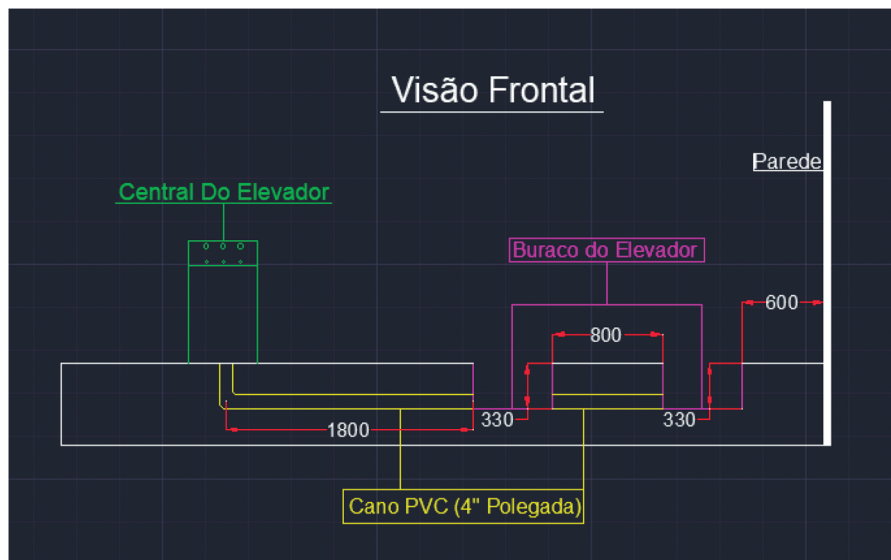 Visão Frontal
Parede
Central Do Elevador
Buraco do Elevador
600
800
330
330
1800
Cano PVC (4" Polegada)